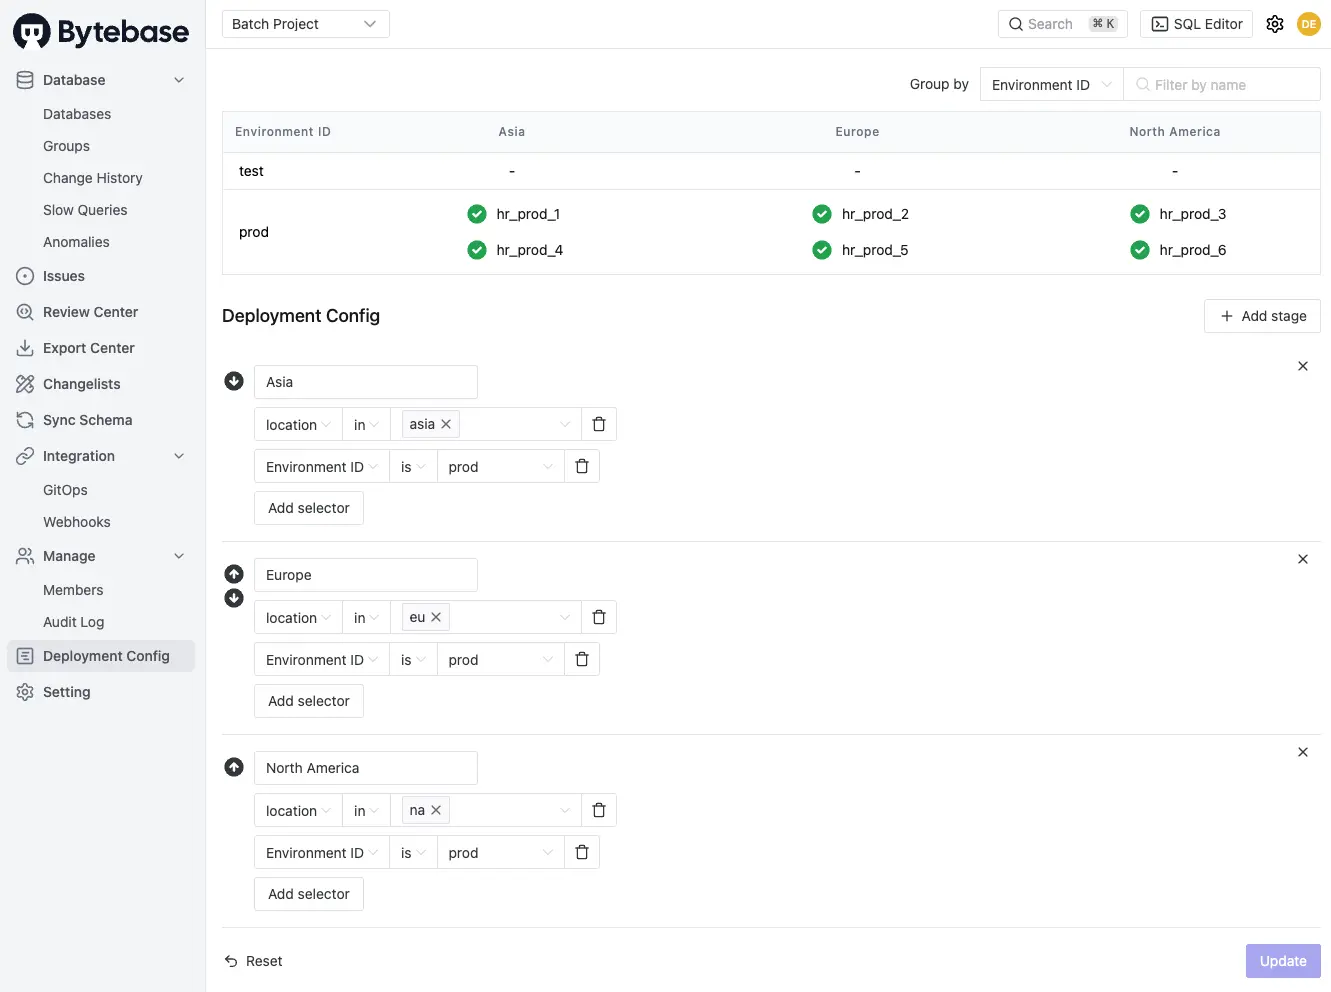 Bytebase
Database
Databases
Groups
Change History
Slow Queries
Anomalies
Issues
Review Center
Export Center
Changelists
Sync Schema
Integration
GitOps
Webhooks
Manage
Members
Audit Log
Deployment Config
Setting
Batch Project
Search ⌘ K
SQL Editor
DE
Group by Environment ID Filter by name
Environment ID Asia Europe North America
test - - -
prod
hr_prod_1 hr_prod_2 hr_prod_3
hr_prod_4 hr_prod_5 hr_prod_6
Deployment Config
Add stage
Asia
location in asia
Environment ID is prod
Add selector
Europe
location in eu
Environment ID is prod
Add selector
North America
location in na
Environment ID is prod
Add selector
Reset
Update